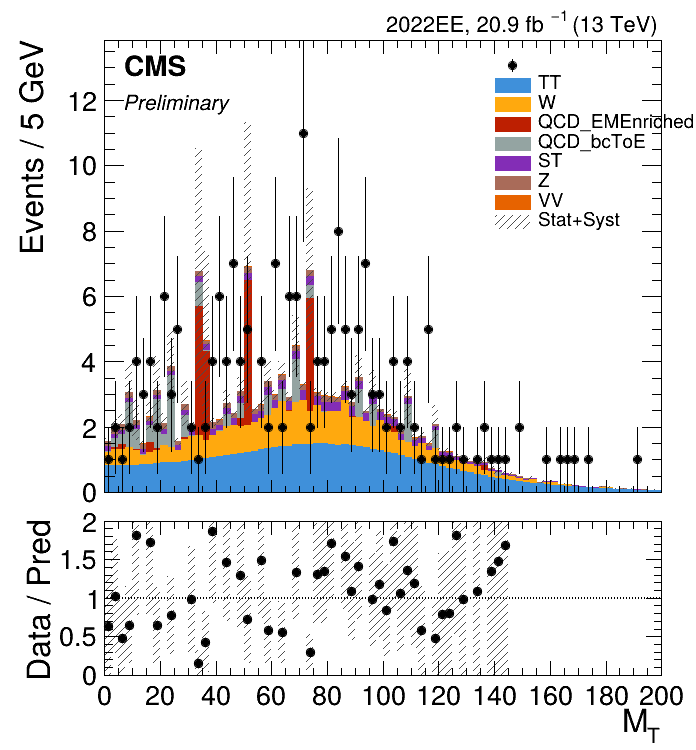 2022EE, 20.9 fb⁻¹ (13 TeV)
CMS
Preliminary
TT
W
QCD_EMEnriched
QCD_bcToE
ST
Z
VV
Stat+Syst
Events / 5 GeV
12
10
8
6
4
2
0
Data / Pred
2
1.5
1
0.5
0
0 20 40 60 80 100 120 140 160 180 200
M_T